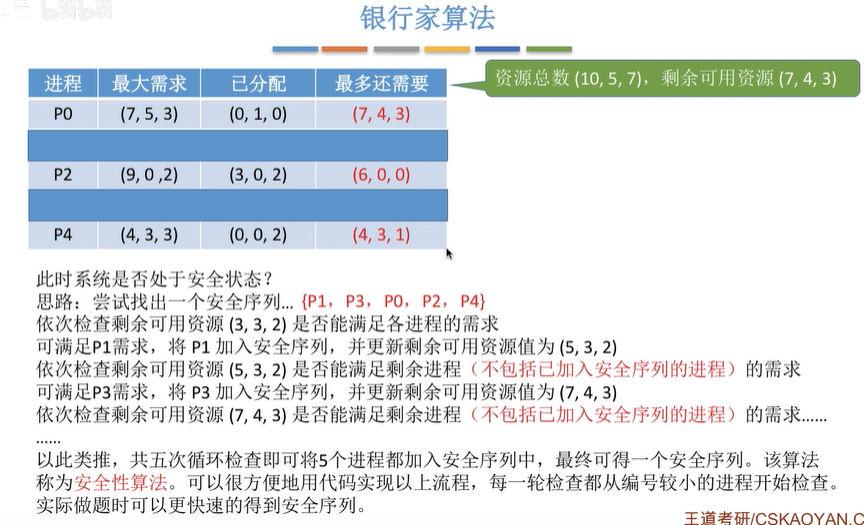 bilibili
银行家算法
资源总数 (10, 5, 7)，剩余可用资源 (7, 4, 3)
进程 最大需求 已分配 最多还需要
P0 (7, 5, 3) (0, 1, 0) (7, 4, 3)
P2 (9, 0 ,2) (3, 0, 2) (6, 0, 0)
P4 (4, 3, 3) (0, 0, 2) (4, 3, 1)
此时系统是否处于安全状态？
思路：尝试找出一个安全序列... {P1，P3，P0，P2，P4}
依次检查剩余可用资源 (3, 3, 2) 是否能满足各进程的需求
可满足P1需求，将 P1 加入安全序列，并更新剩余可用资源值为 (5, 3, 2)
依次检查剩余可用资源 (5, 3, 2) 是否能满足剩余进程（不包括已加入安全序列的进程）的需求
可满足P3需求，将 P3 加入安全序列，并更新剩余可用资源值为 (7, 4, 3)
依次检查剩余可用资源 (7, 4, 3) 是否能满足剩余进程（不包括已加入安全序列的进程）的需求……
……
以此类推，共五次循环检查即可将5个进程都加入安全序列中，最终可得一个安全序列。该算法
称为安全性算法。可以很方便地用代码实现以上流程，每一轮检查都从编号较小的进程开始检查。
实际做题时可以更快速的得到安全序列。
王道考研/CSKAOYAN.C